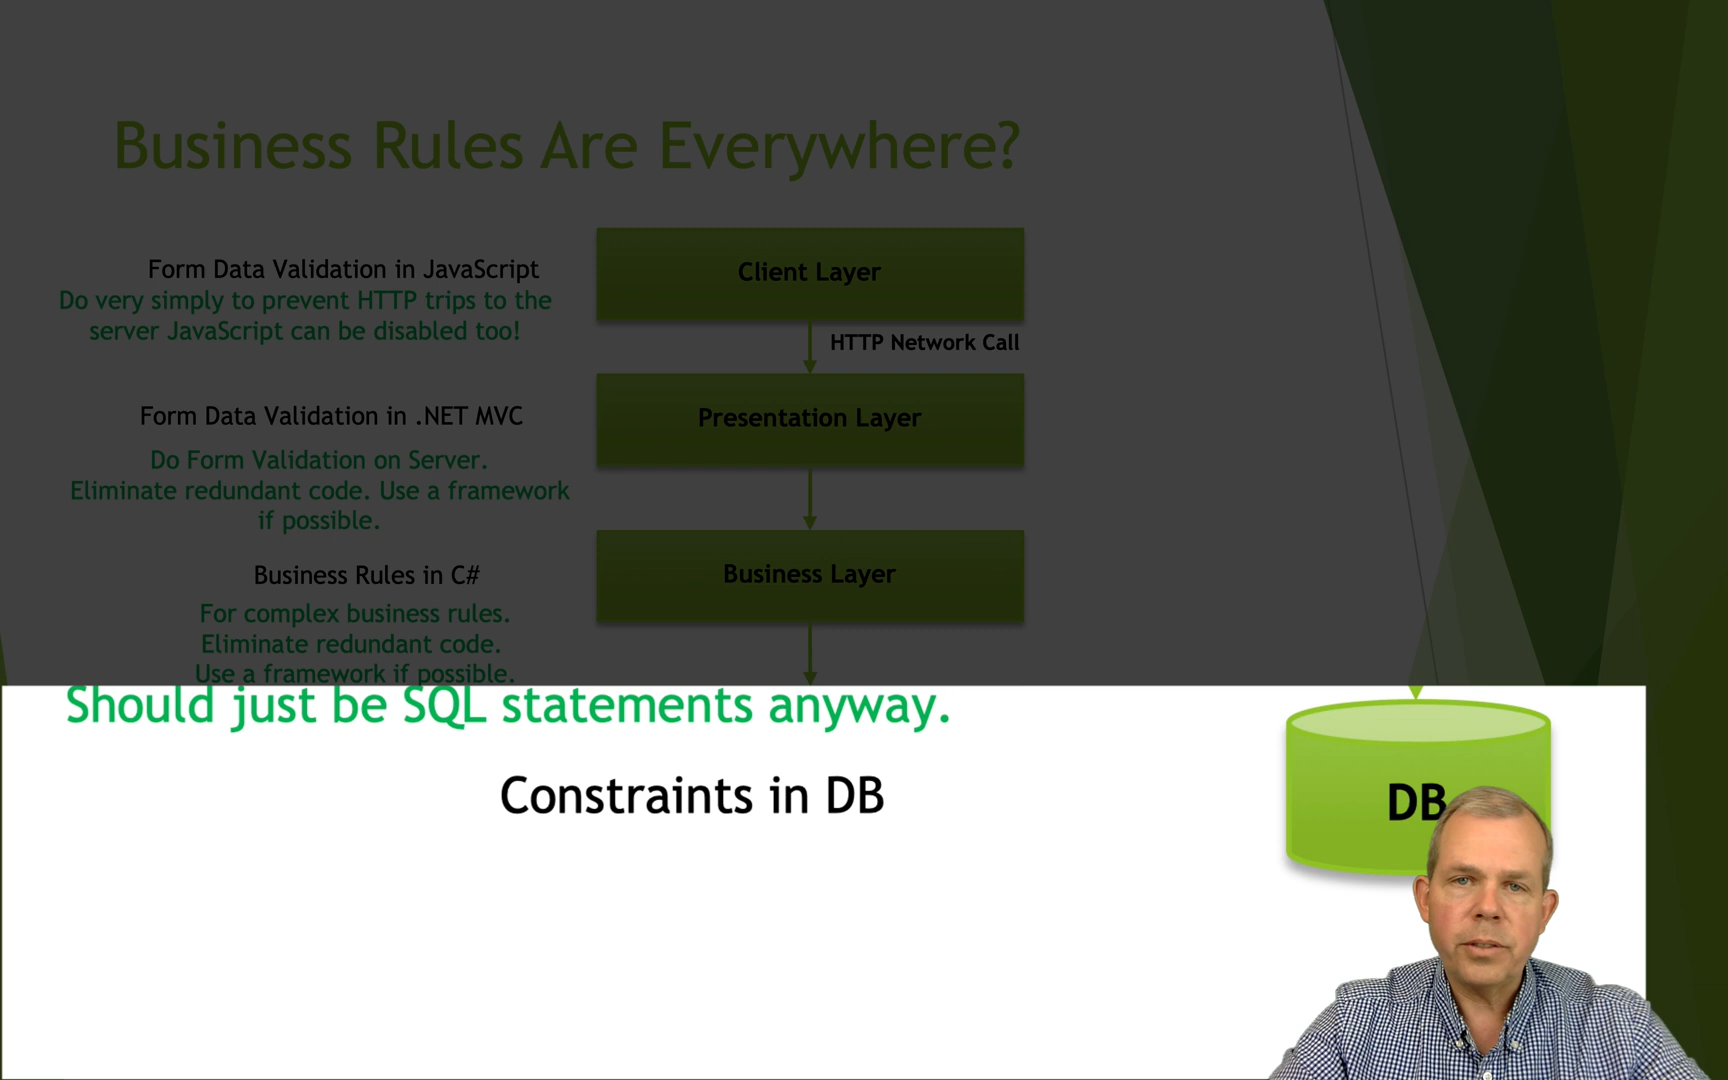 Business Rules Are Everywhere?
Form Data Validation in JavaScript
Do very simply to prevent HTTP trips to the
server JavaScript can be disabled too!
Client Layer
HTTP Network Call
Form Data Validation in .NET MVC
Do Form Validation on Server.
Eliminate redundant code. Use a framework
if possible.
Presentation Layer
Business Rules in C#
For complex business rules.
Eliminate redundant code.
Use a framework if possible.
Business Layer
Should just be SQL statements anyway.
Constraints in DB
DB